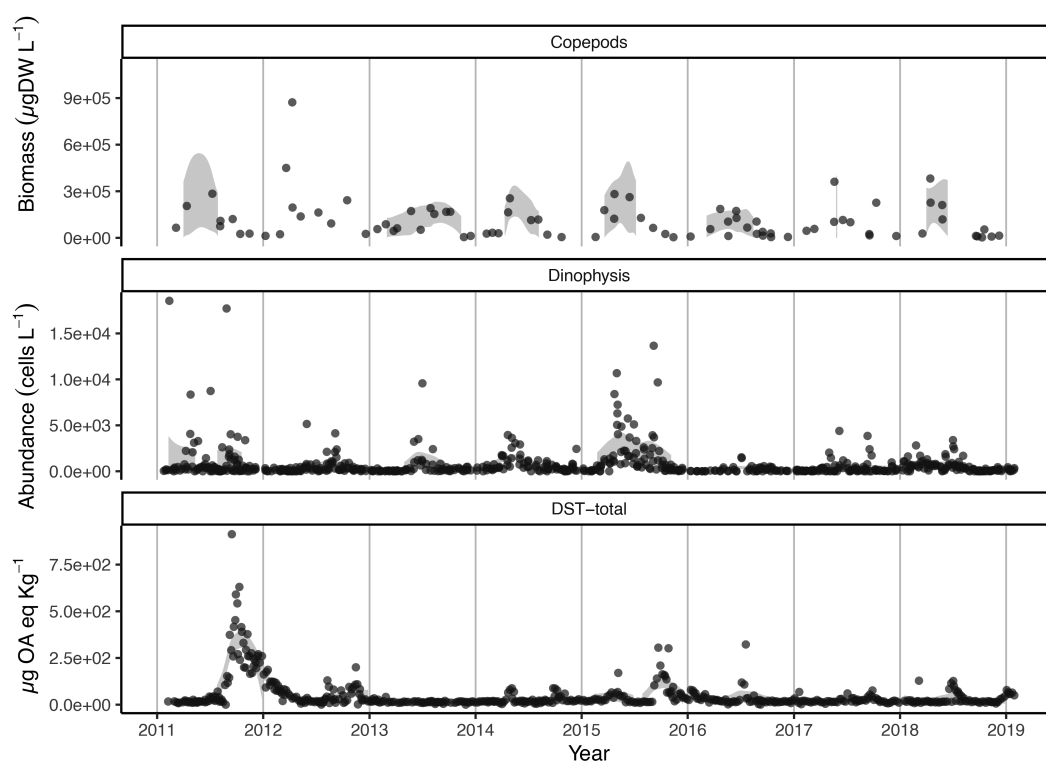 Copepods
Biomass (µgDW L⁻¹)
9e+05
6e+05
3e+05
0e+00
Dinophysis
Abundance (cells L⁻¹)
1.5e+04
1.0e+04
5.0e+03
0.0e+00
DST−total
µg OA eq Kg⁻¹
7.5e+02
5.0e+02
2.5e+02
0.0e+00
2011 2012 2013 2014 2015 2016 2017 2018 2019
Year